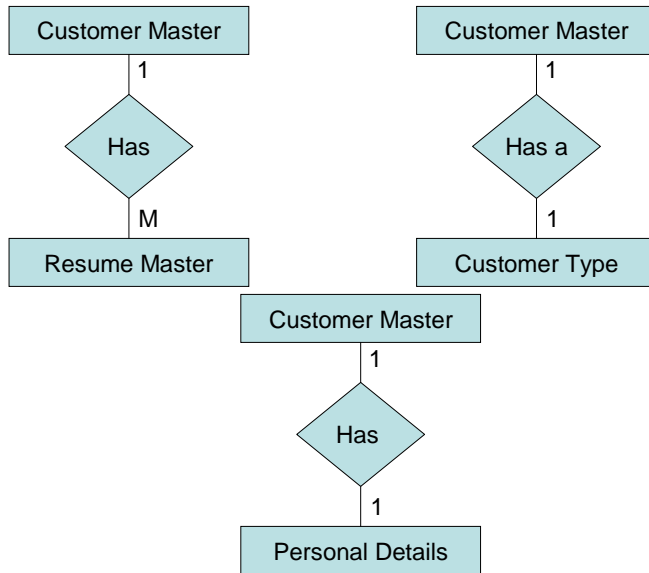 Customer Master
1
Has
M
Resume Master
Customer Master
1
Has a
1
Customer Type
Customer Master
1
Has
1
Personal Details